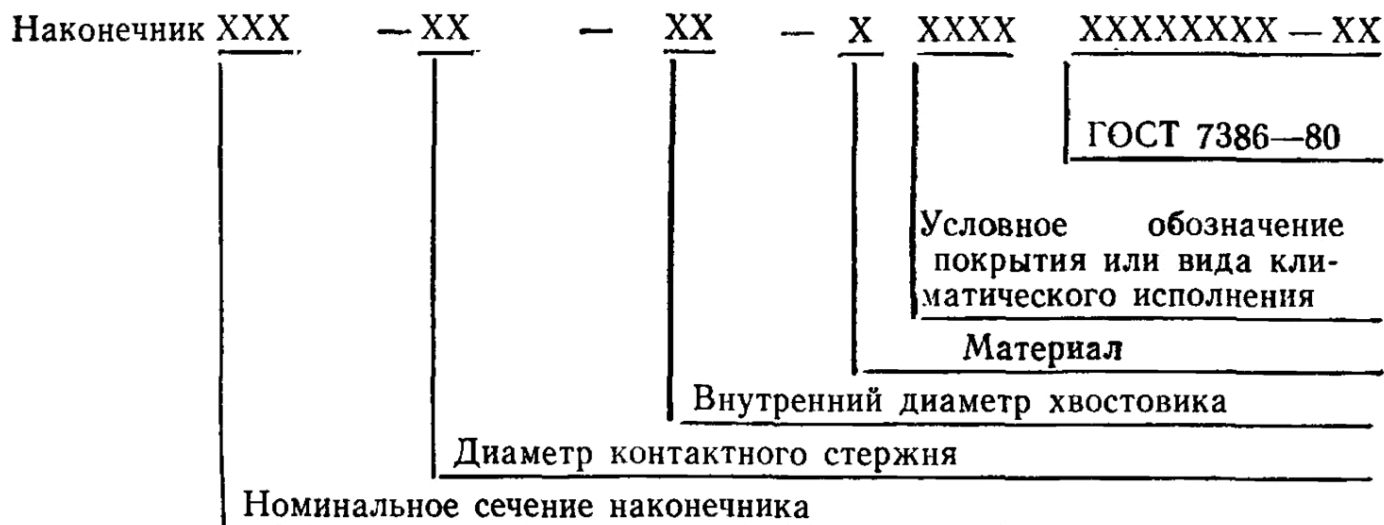 Наконечник XXX — XX — XX — X XXXX XXXXXXXX — XX
ГОСТ 7386—80
Условное обозначение
покрытия или вида кли-
матического исполнения
Материал
Внутренний диаметр хвостовика
Диаметр контактного стержня
Номинальное сечение наконечника